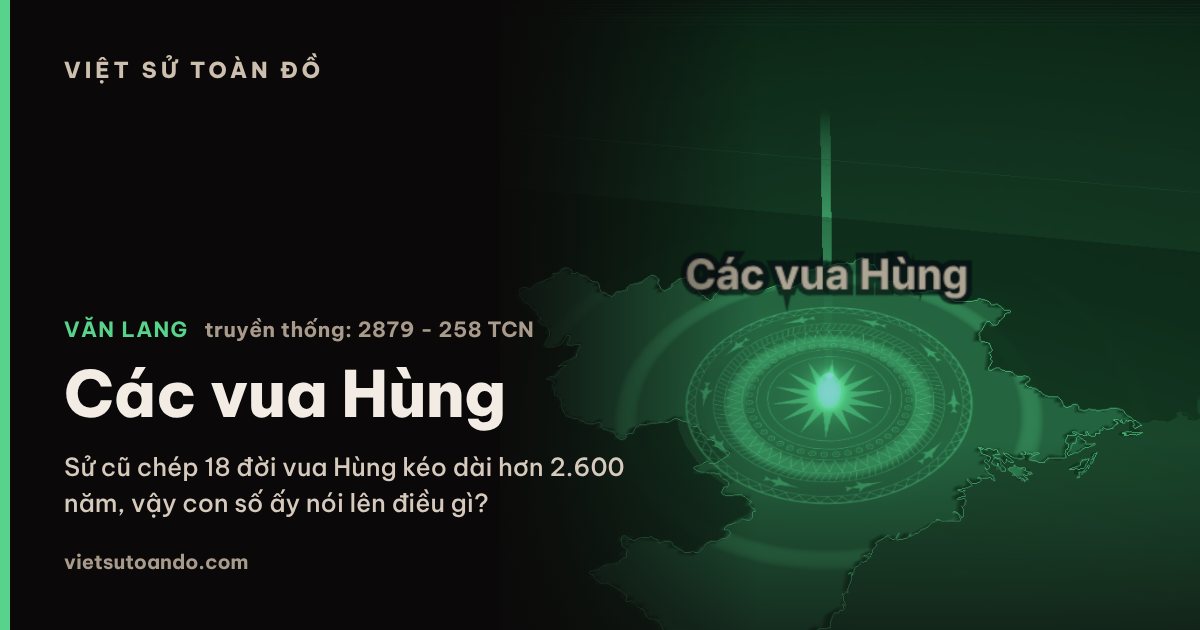 VIỆT SỬ TOÀN ĐỒ
Các vua Hùng
VĂN LANG truyền thống: 2879 - 258 TCN
Các vua Hùng
Sử cũ chép 18 đời vua Hùng kéo dài hơn 2.600
năm, vậy con số ấy nói lên điều gì?
vietsutoando.com